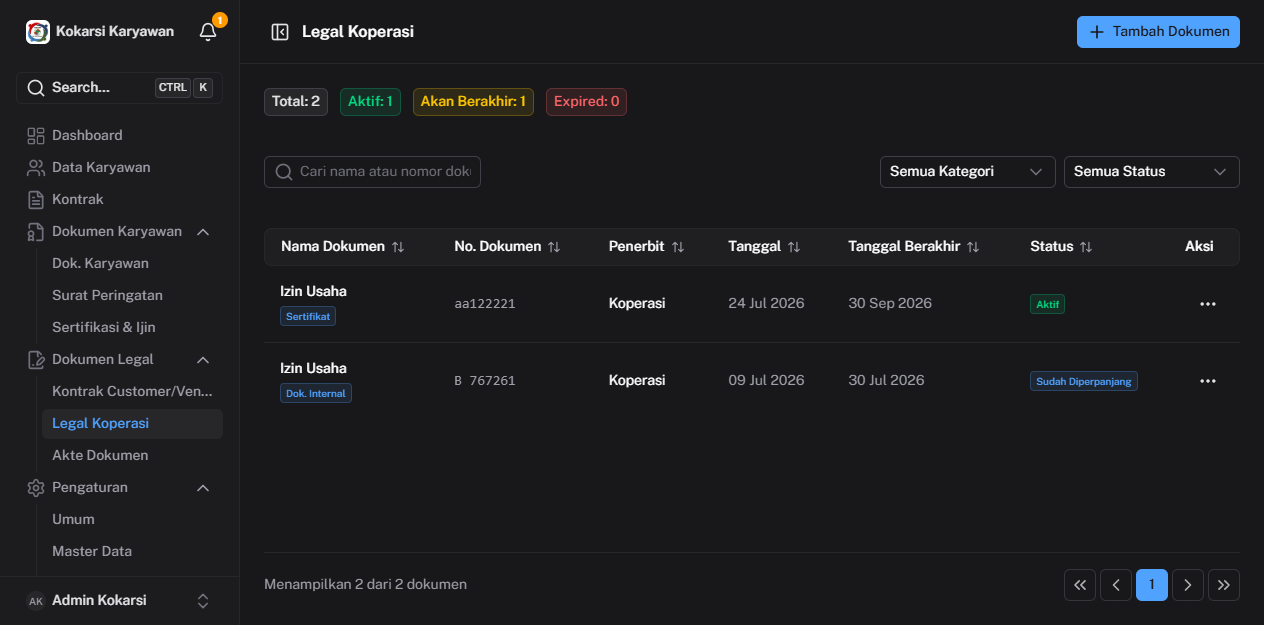 Kokarsi Karyawan
1
Search...
CTRL K
Dashboard
Data Karyawan
Kontrak
Dokumen Karyawan
Dok. Karyawan
Surat Peringatan
Sertifikasi & Ijin
Dokumen Legal
Kontrak Customer/Ven...
Legal Koperasi
Akte Dokumen
Pengaturan
Umum
Master Data
AK Admin Kokarsi
Legal Koperasi
Tambah Dokumen
Total: 2 Aktif: 1 Akan Berakhir: 1 Expired: 0
Cari nama atau nomor dok
Semua Kategori Semua Status
Nama Dokumen No. Dokumen Penerbit Tanggal Tanggal Berakhir Status Aksi
Izin Usaha
Sertifikat
aa122221 Koperasi 24 Jul 2026 30 Sep 2026 Aktif
Izin Usaha
Dok. Internal
B 767261 Koperasi 09 Jul 2026 30 Jul 2026 Sudah Diperpanjang
Menampilkan 2 dari 2 dokumen
1